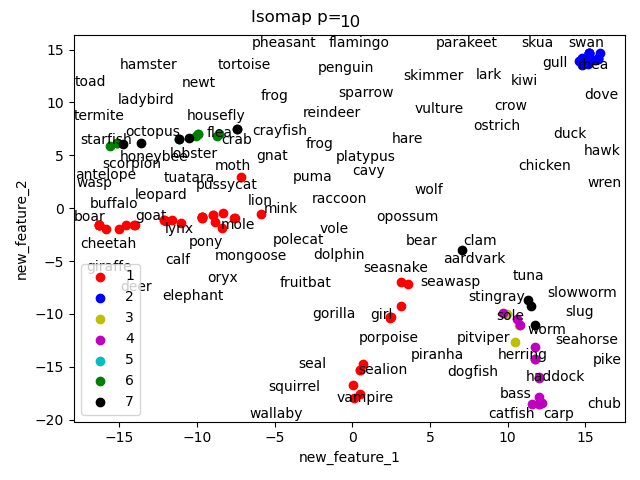 Isomap p=10
pheasant flamingo parakeet skua swan
hamster tortoise penguin gull rhea
toad newt skimmer lark kiwi
ladybird frog sparrow dove
termite housefly reindeer vulture crow
octopus flea crayfish ostrich
starfish crab frog hare duck
honeybee lobster gnat platypus hawk
scorpion moth cavy chicken
antelope tuatara puma
wasp pussycat wolf wren
leopard lion raccoon
buffalo mink
boar goat mole opossum
lynx vole
cheetah pony polecat bear clam
calf mongoose dolphin aardvark
giraffe seasnake
deer oryx fruitbat seawasp tuna
elephant stingray slowworm
gorilla girl sole slug
worm
porpoise pitviper seahorse
piranha herring pike
seal sealion dogfish haddock
squirrel vampire bass chub
wallaby catfish carp
1
2
3
4
5
6
7
15
10
5
0
−5
−10
−15
−20
−15 −10 −5 0 5 10 15
new_feature_1
new_feature_2